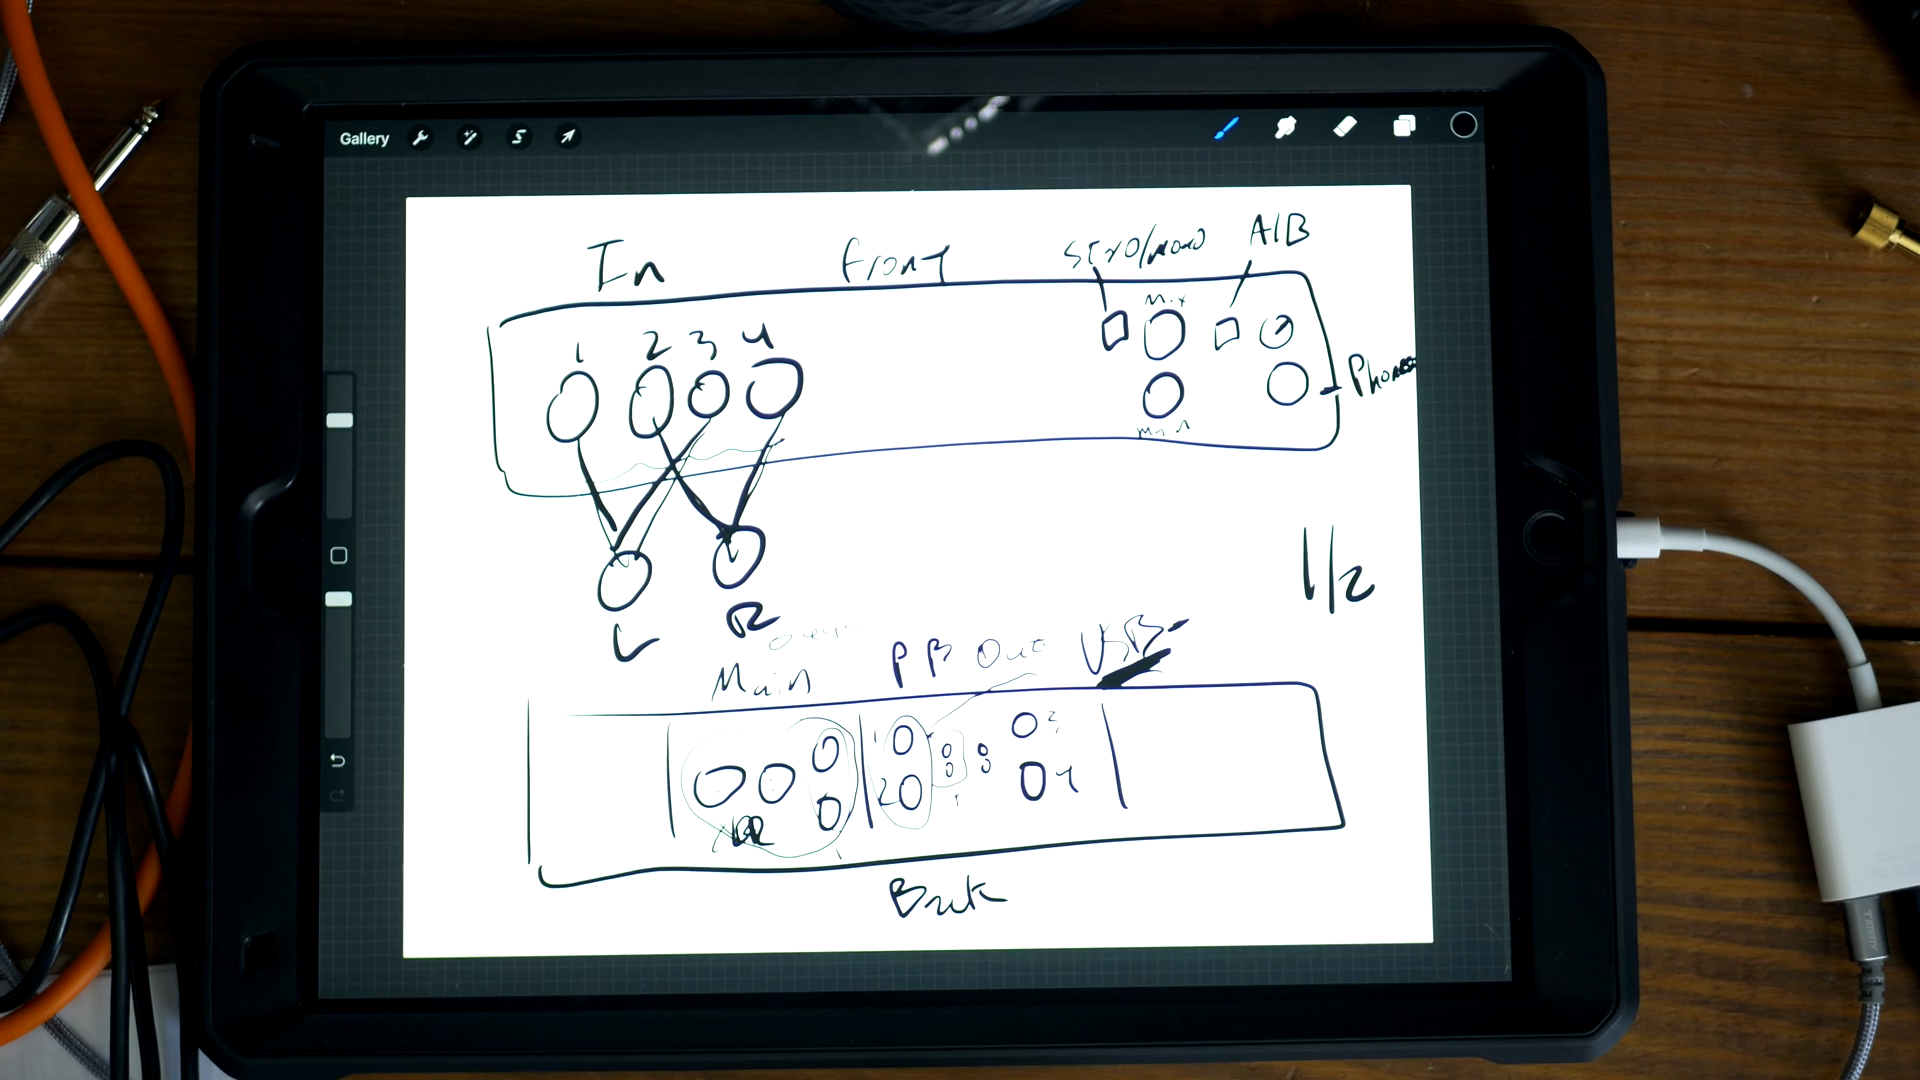 Gallery
In Front Stereo/mono A/B
1 2 3 4 Mix
Phones
Main
L R
1/2
Main PB Out USB
1 2
2 4
Back